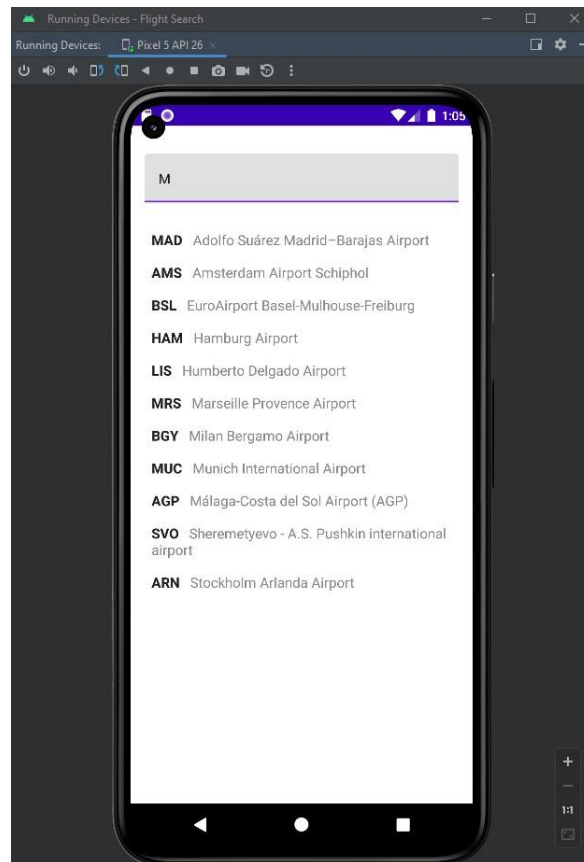 Running Devices - Flight Search
Running Devices: Pixel 5 API 26
1:05
M
MAD Adolfo Suárez Madrid–Barajas Airport
AMS Amsterdam Airport Schiphol
BSL EuroAirport Basel-Mulhouse-Freiburg
HAM Hamburg Airport
LIS Humberto Delgado Airport
MRS Marseille Provence Airport
BGY Milan Bergamo Airport
MUC Munich International Airport
AGP Málaga-Costa del Sol Airport (AGP)
SVO Sheremetyevo - A.S. Pushkin international
airport
ARN Stockholm Arlanda Airport
1:1